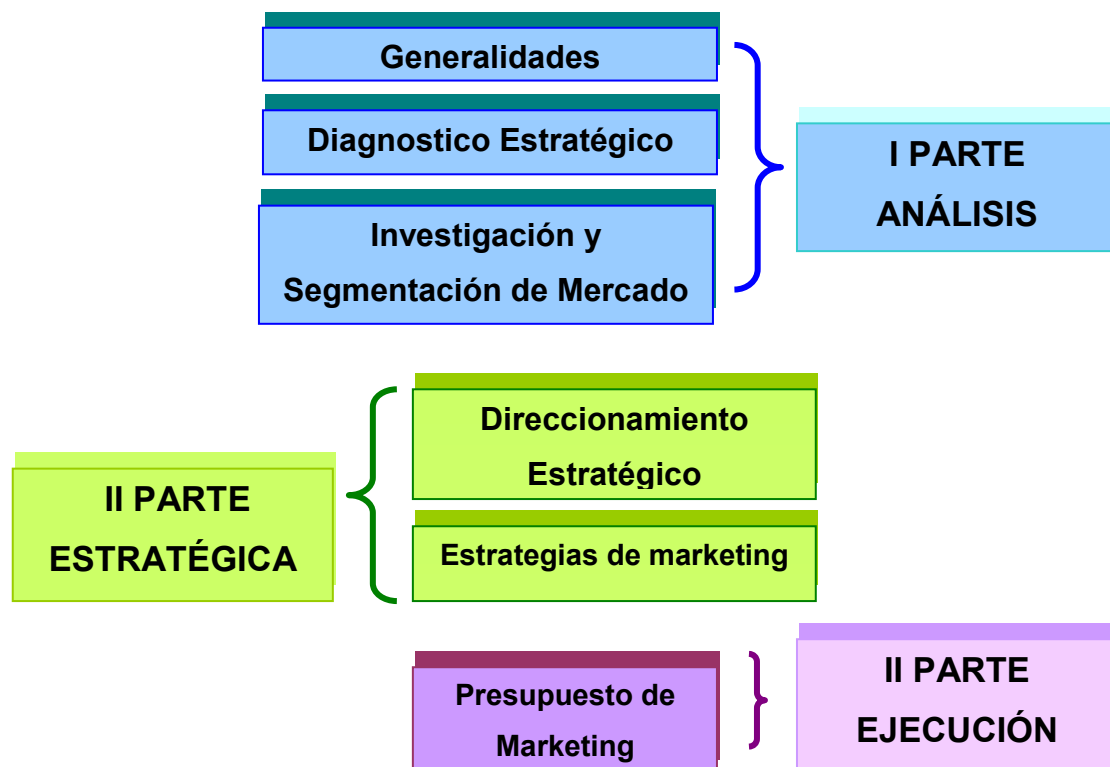 Generalidades
Diagnostico Estratégico
Investigación y
Segmentación de Mercado
I PARTE
ANÁLISIS
Direccionamiento
Estratégico
Estrategias de marketing
II PARTE
ESTRATÉGICA
Presupuesto de
Marketing
II PARTE
EJECUCIÓN